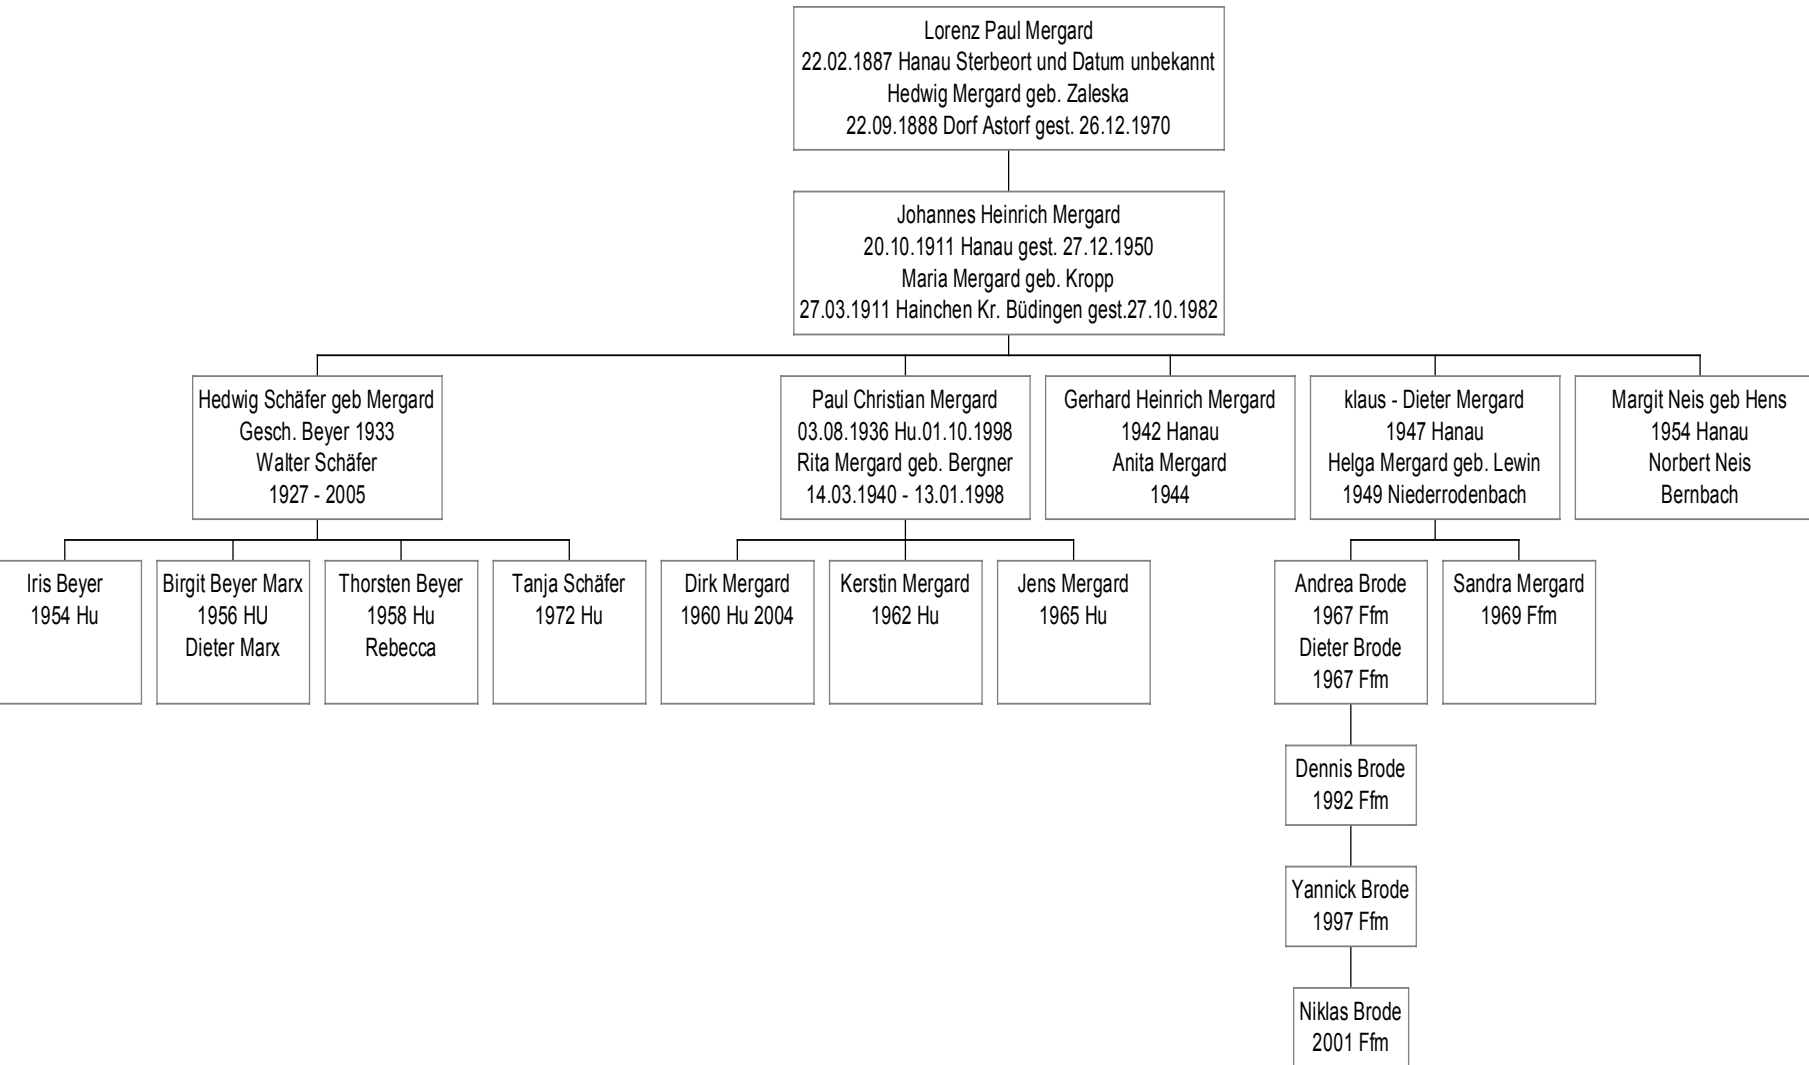 Lorenz Paul Mergard
22.02.1887 Hanau Sterbeort und Datum unbekannt
Hedwig Mergard geb. Zaleska
22.09.1888 Dorf Astorf gest. 26.12.1970
Johannes Heinrich Mergard
20.10.1911 Hanau gest. 27.12.1950
Maria Mergard geb. Kropp
27.03.1911 Hainchen Kr. Büdingen gest.27.10.1982
Hedwig Schäfer geb Mergard
Gesch. Beyer 1933
Walter Schäfer
1927 - 2005
Paul Christian Mergard
03.08.1936 Hu.01.10.1998
Rita Mergard geb. Bergner
14.03.1940 - 13.01.1998
Gerhard Heinrich Mergard
1942 Hanau
Anita Mergard
1944
klaus - Dieter Mergard
1947 Hanau
Helga Mergard geb. Lewin
1949 Niederrodenbach
Margit Neis geb Hens
1954 Hanau
Norbert Neis
Bernbach
Iris Beyer
1954 Hu
Birgit Beyer Marx
1956 HU
Dieter Marx
Thorsten Beyer
1958 Hu
Rebecca
Tanja Schäfer
1972 Hu
Dirk Mergard
1960 Hu 2004
Kerstin Mergard
1962 Hu
Jens Mergard
1965 Hu
Andrea Brode
1967 Ffm
Dieter Brode
1967 Ffm
Sandra Mergard
1969 Ffm
Dennis Brode
1992 Ffm
Yannick Brode
1997 Ffm
Niklas Brode
2001 Ffm